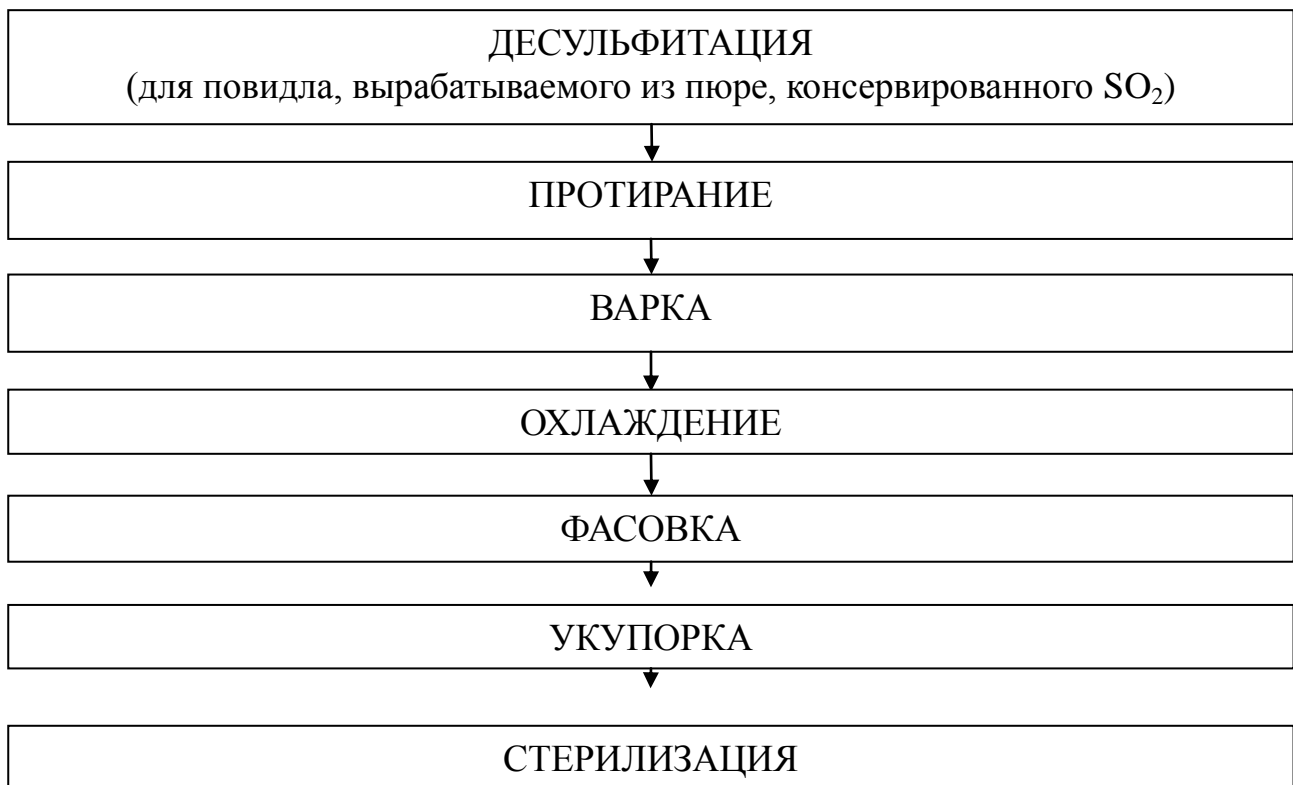 ДЕСУЛЬФИТАЦИЯ
(для повидла, вырабатываемого из пюре, консервированного SO₂)
ПРОТИРАНИЕ
ВАРКА
ОХЛАЖДЕНИЕ
ФАСОВКА
УКУПОРКА
СТЕРИЛИЗАЦИЯ